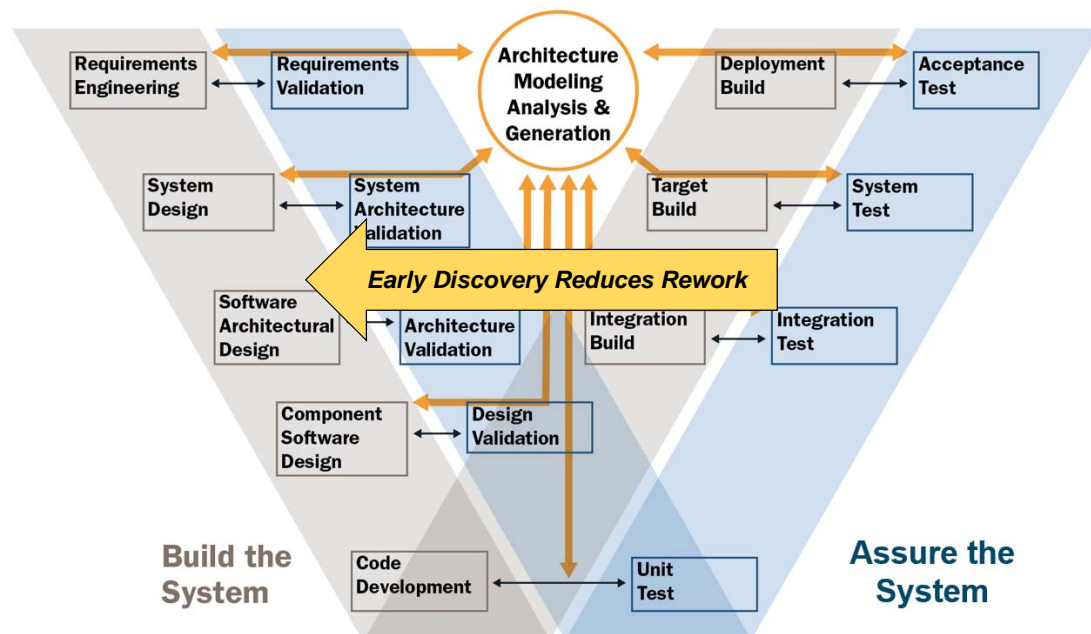 Architecture
Modeling
Analysis &
Generation
Requirements
Engineering
Requirements
Validation
Deployment
Build
Acceptance
Test
System
Design
System
Architecture
Validation
Target
Build
System
Test
Early Discovery Reduces Rework
Software
Architectural
Design
Architecture
Validation
Integration
Build
Integration
Test
Component
Software
Design
Design
Validation
Build the
System
Code
Development
Unit
Test
Assure the
System